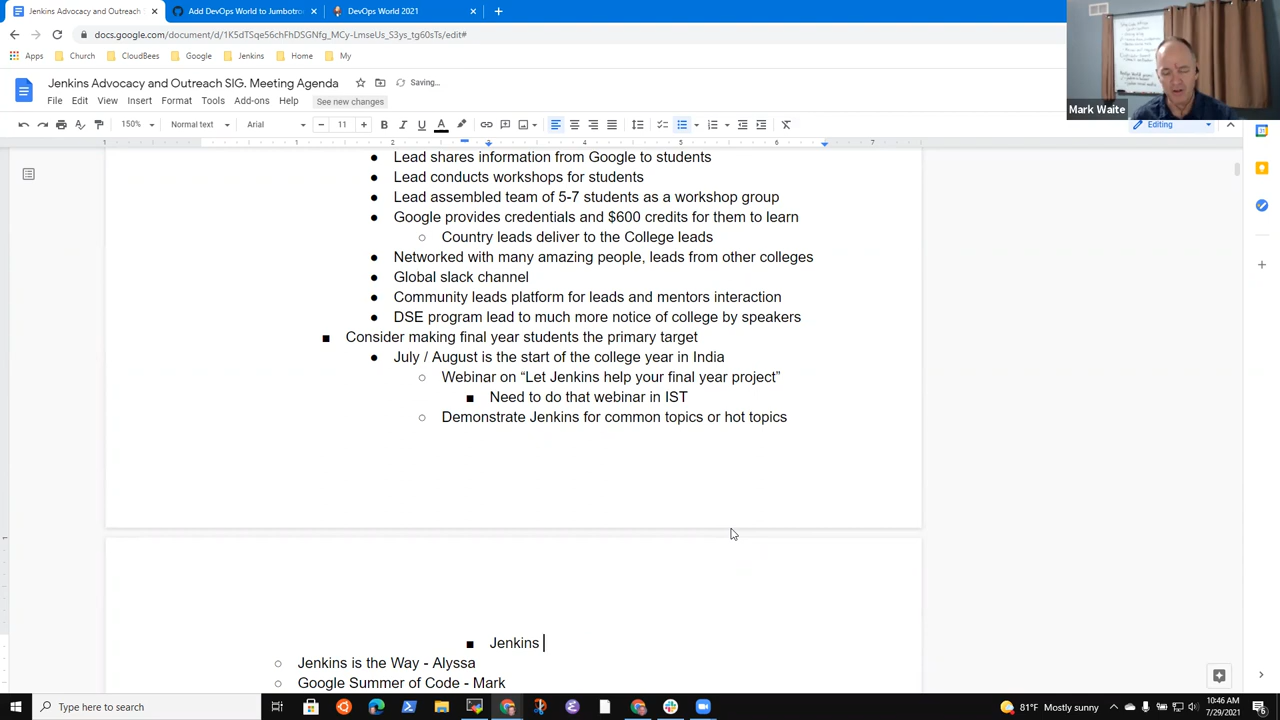 Jenkins Advocacy and Outreac
Add DevOps World to Jumbotro
DevOps World 2021
docs.google.com/document/d/
Apps
Church
CloudBees
Google
Jenkins
Home
My
Jenkins Advocacy and Outreach SIG. Meeting Agenda
Saving...
File Edit View Insert Format Tools Add-ons Help See new changes
150% Normal text Arial 11
Editing
Mark Waite
1 1 2 3 4 5 6 7
Lead shares information from Google to students
Lead conducts workshops for students
Lead assembled team of 5-7 students as a workshop group
Google provides credentials and $600 credits for them to learn
Country leads deliver to the College leads
Networked with many amazing people, leads from other colleges
Global slack channel
Community leads platform for leads and mentors interaction
DSE program lead to much more notice of college by speakers
Consider making final year students the primary target
July / August is the start of the college year in India
Webinar on “Let Jenkins help your final year project”
Need to do that webinar in IST
Demonstrate Jenkins for common topics or hot topics
Jenkins
Jenkins is the Way - Alyssa
Google Summer of Code - Mark
Type here to search
81°F Mostly sunny
10:46 AM
7/29/2021